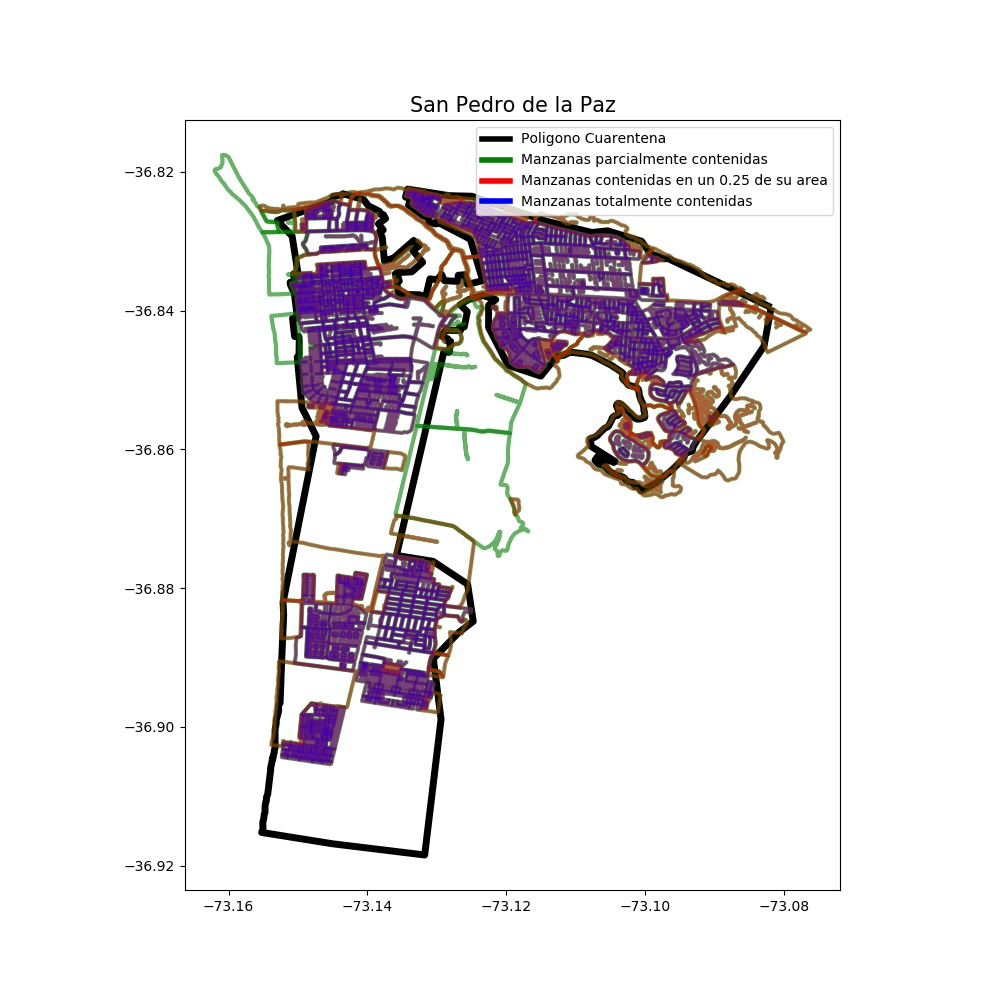 San Pedro de la Paz
Poligono Cuarentena
Manzanas parcialmente contenidas
Manzanas contenidas en un 0.25 de su area
Manzanas totalmente contenidas
−36.82
−36.84
−36.86
−36.88
−36.90
−36.92
−73.16 −73.14 −73.12 −73.10 −73.08